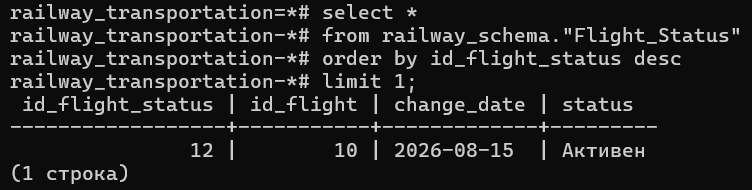 railway_transportation=*# select *
railway_transportation-*# from railway_schema."Flight_Status"
railway_transportation-*# order by id_flight_status desc
railway_transportation-*# limit 1;
 id_flight_status | id_flight | change_date | status
------------------+-----------+-------------+---------
               12 |        10 | 2026-08-15  | Активен
(1 строка)